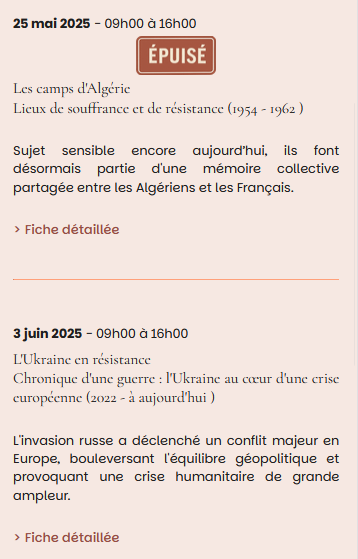 25 mai 2025 - 09h00 à 16h00
ÉPUISÉ
Les camps d'Algérie
Lieux de souffrance et de résistance (1954 - 1962 )
Sujet sensible encore aujourd'hui, ils font
désormais partie d'une mémoire collective
partagée entre les Algériens et les Français.
> Fiche détaillée
3 juin 2025 - 09h00 à 16h00
L'Ukraine en résistance
Chronique d'une guerre : l'Ukraine au cœur d'une crise
européenne (2022 - à aujourd'hui )
L'invasion russe a déclenché un conflit majeur en
Europe, bouleversant l'équilibre géopolitique et
provoquant une crise humanitaire de grande
ampleur.
> Fiche détaillée